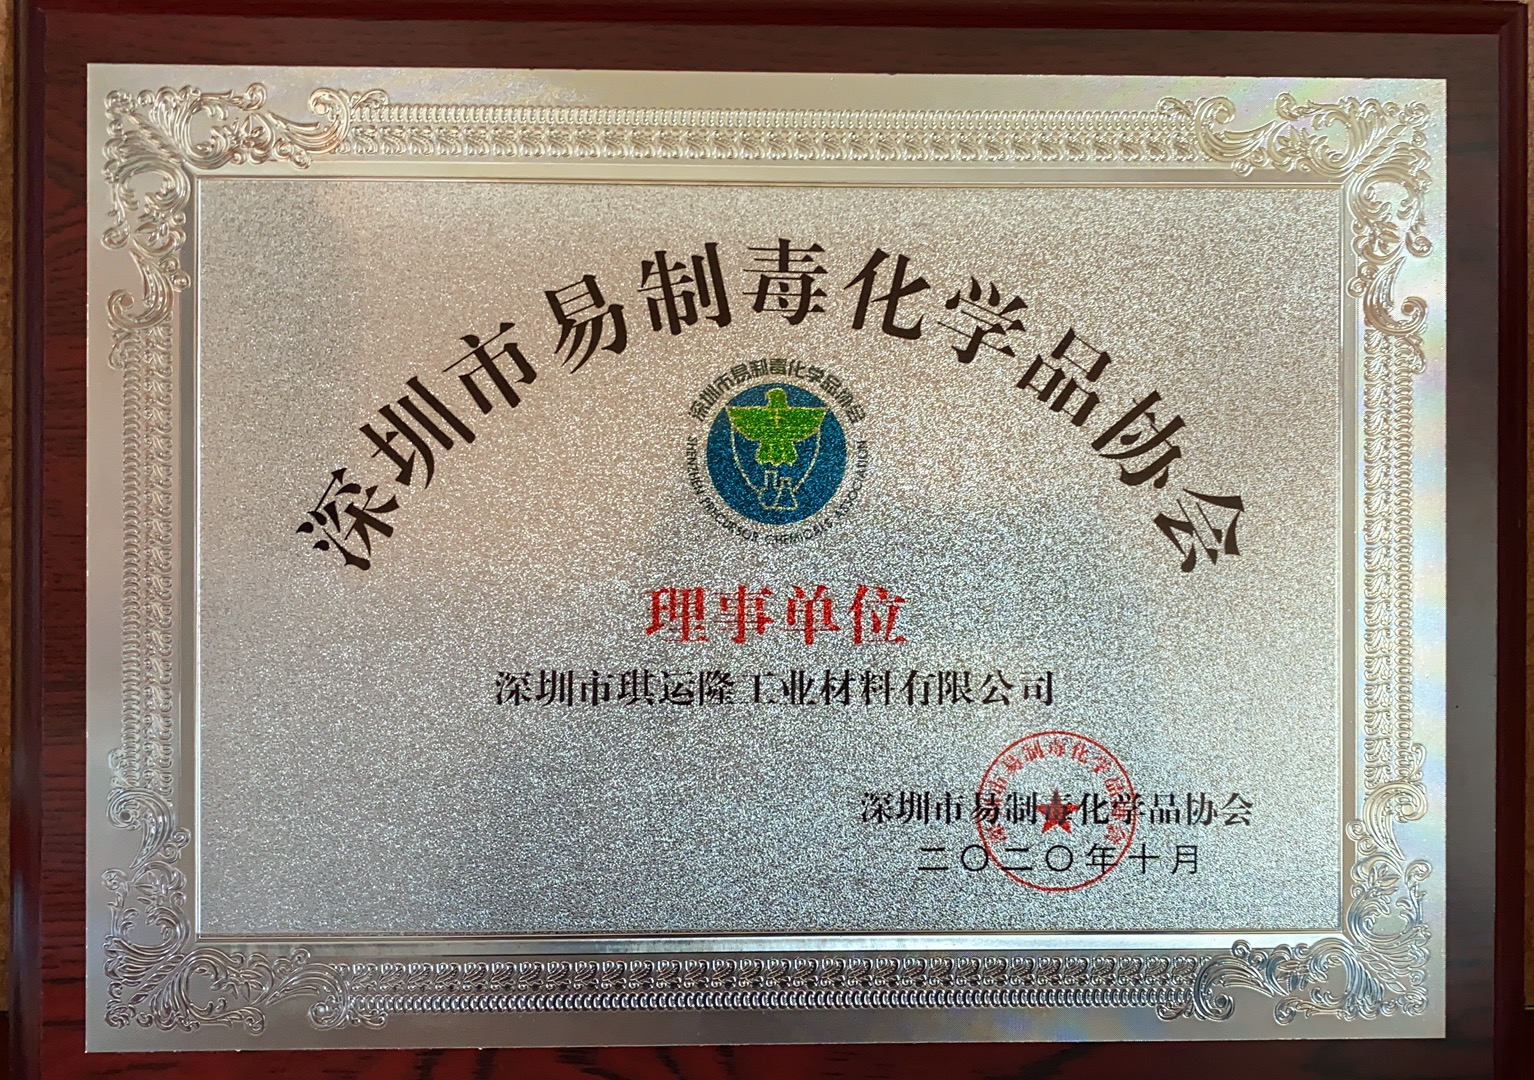 深圳市易制毒化学品协会
深圳市易制毒化学品协会
SHENZHEN PRECURSOR CHEMICALS ASSOCIATION
理事单位
深圳市琪运隆工业材料有限公司
深圳市易制毒化学品协会
二〇二〇年十月
深圳市易制毒化学品协会